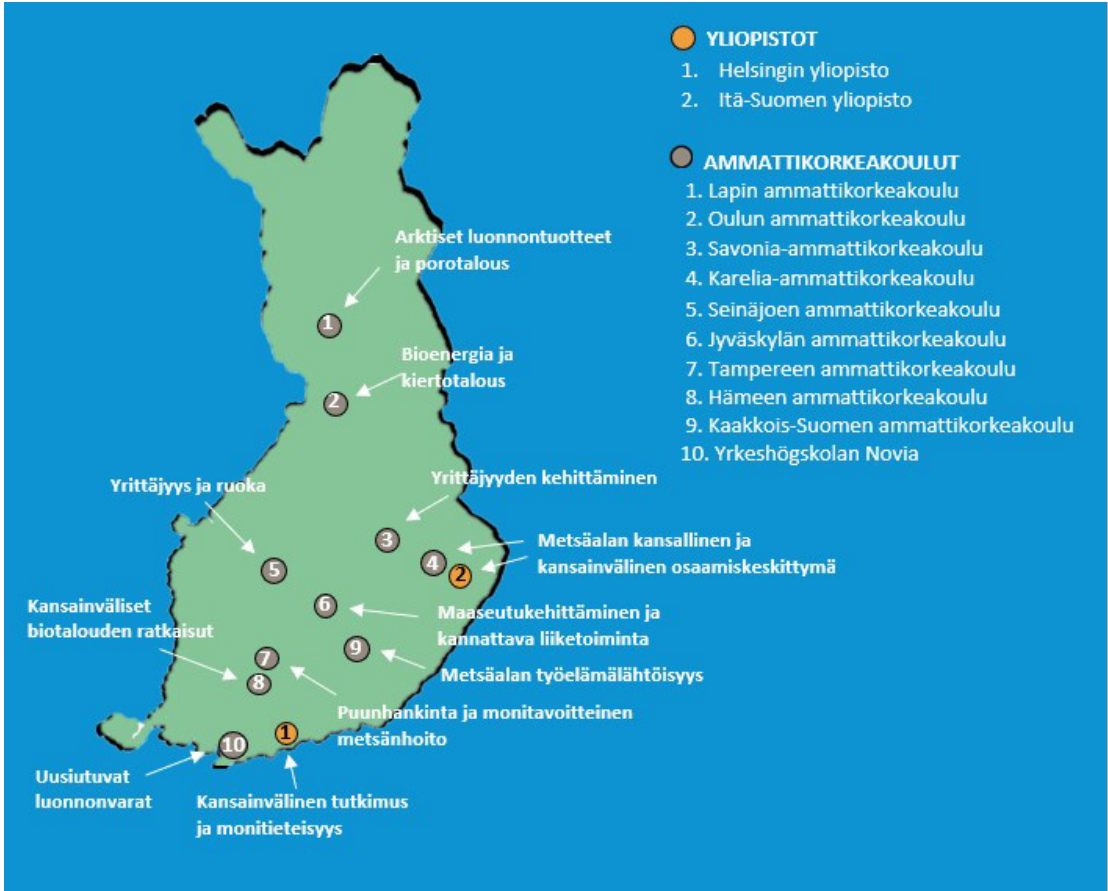 YLIOPISTOT
1. Helsingin yliopisto
2. Itä-Suomen yliopisto
AMMATTIKORKEAKOULUT
1. Lapin ammattikorkeakoulu
2. Oulun ammattikorkeakoulu
3. Savonia-ammattikorkeakoulu
4. Karelia-ammattikorkeakoulu
5. Seinäjoen ammattikorkeakoulu
6. Jyväskylän ammattikorkeakoulu
7. Tampereen ammattikorkeakoulu
8. Hämeen ammattikorkeakoulu
9. Kaakkois-Suomen ammattikorkeakoulu
10. Yrkeshögskolan Novia
Arktiset luonnontuotteet
ja porotalous
1
Bioenergia ja
kiertotalous
2
Yrittäjyys ja ruoka
Yrittäjyyden kehittäminen
3
Metsäalan kansallinen ja
kansainvälinen osaamiskeskittymä
4
2
5
Kansainväliset
biotalouden ratkaisut
6
Maaseutukehittäminen ja
kannattava liiketoiminta
9
Metsäalan työelämälähtöisyys
7
8
Puunhankinta ja monitavoitteinen
metsänhoito
10
1
Uusiutuvat
luonnonvarat
Kansainvälinen tutkimus
ja monitieteisyys